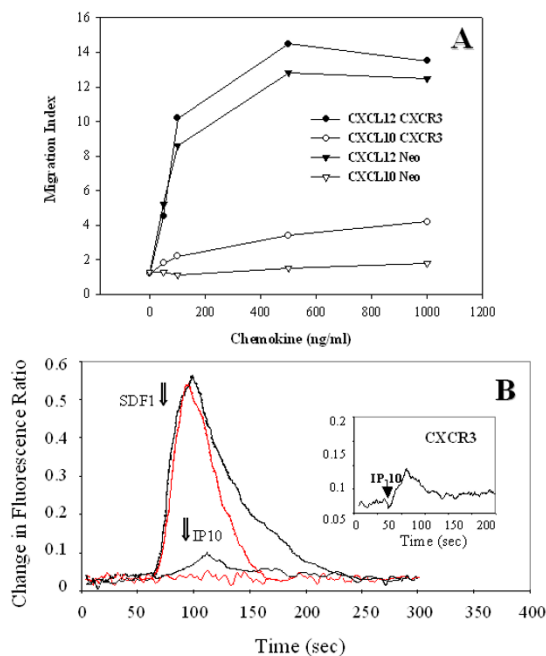 A
Migration Index
16
14
12
10
8
6
4
2
0
CXCL12 CXCR3
CXCL10 CXCR3
CXCL12 Neo
CXCL10 Neo
0 200 400 600 800 1000 1200
Chemokine (ng/ml)
B
Change in Fluorescence Ratio
0.6
0.5
0.4
0.3
0.2
0.1
0
SDF1
IP10
0.2
0.15
0.1
0.05
CXCR3
IP-10
0 50 100 150 200
Time (sec)
0 50 100 150 200 250 300 350 400
Time (sec)